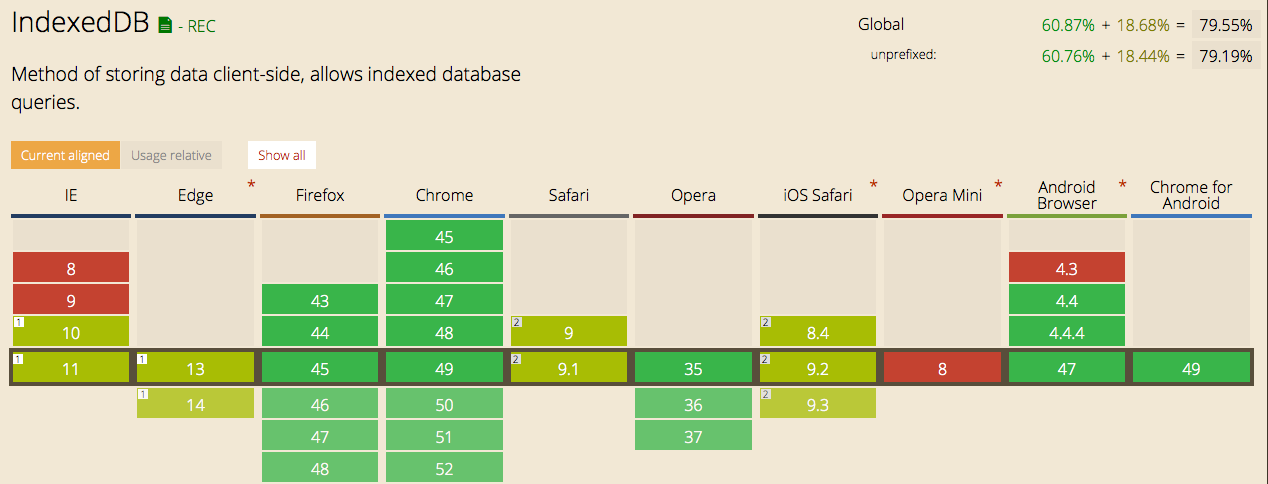 IndexedDB - REC
Global 60.87% + 18.68% = 79.55%
unprefixed: 60.76% + 18.44% = 79.19%
Method of storing data client-side, allows indexed database
queries.
Current aligned Usage relative Show all
IE Edge * Firefox Chrome Safari Opera iOS Safari * Opera Mini * Android Browser * Chrome for Android
45
8 46 4.3
9 43 47 4.4
1 10 44 48 2 9 2 8.4 4.4.4
1 11 1 13 45 49 2 9.1 35 2 9.2 8 47 49
1 14 46 50 36 2 9.3
47 51 37
48 52